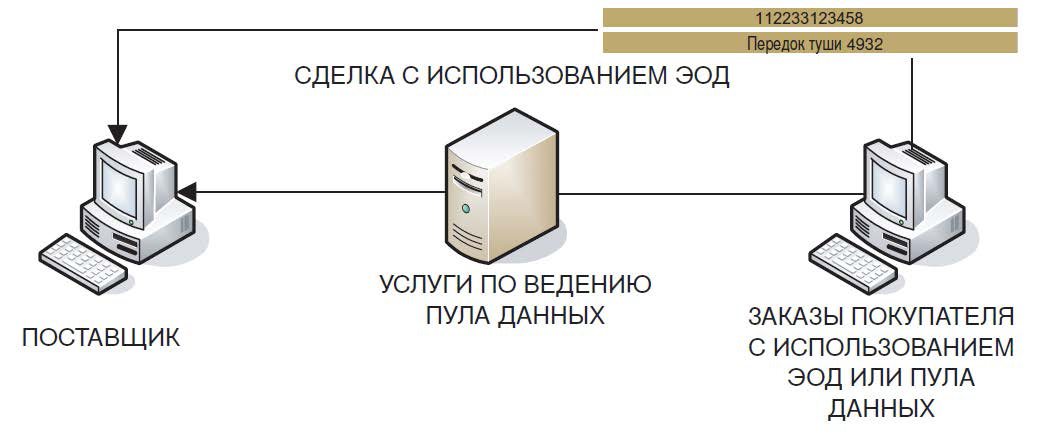 112233123458
Передок туши 4932
СДЕЛКА С ИСПОЛЬЗОВАНИЕМ ЭОД
УСЛУГИ ПО ВЕДЕНИЮ
ПУЛА ДАННЫХ
ПОСТАВЩИК
ЗАКАЗЫ ПОКУПАТЕЛЯ
С ИСПОЛЬЗОВАНИЕМ
ЭОД ИЛИ ПУЛА
ДАННЫХ